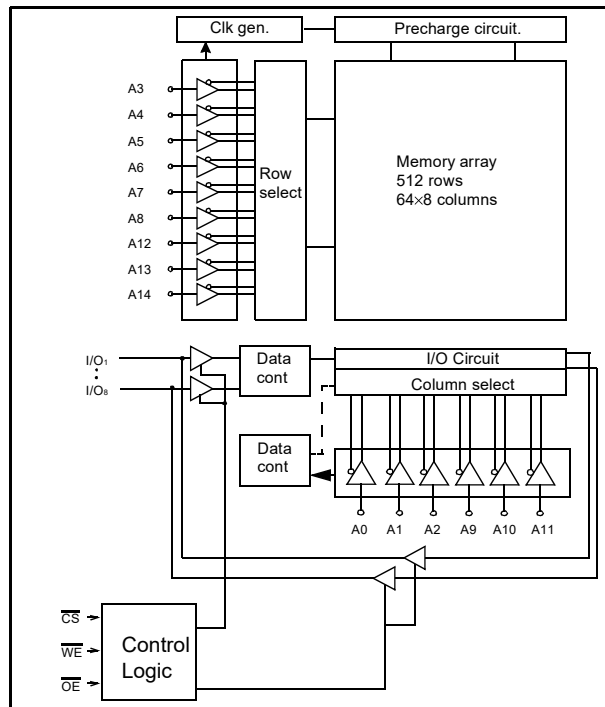 Clk gen.
Precharge circuit.
A3
A4
A5
A6
A7
A8
A12
A13
A14
Row
select
Memory array
512 rows
64×8 columns
I/O₁
I/O₈
Data
cont
I/O Circuit
Column select
Data
cont
A0 A1 A2 A9 A10 A11
CS
WE
OE
Control
Logic